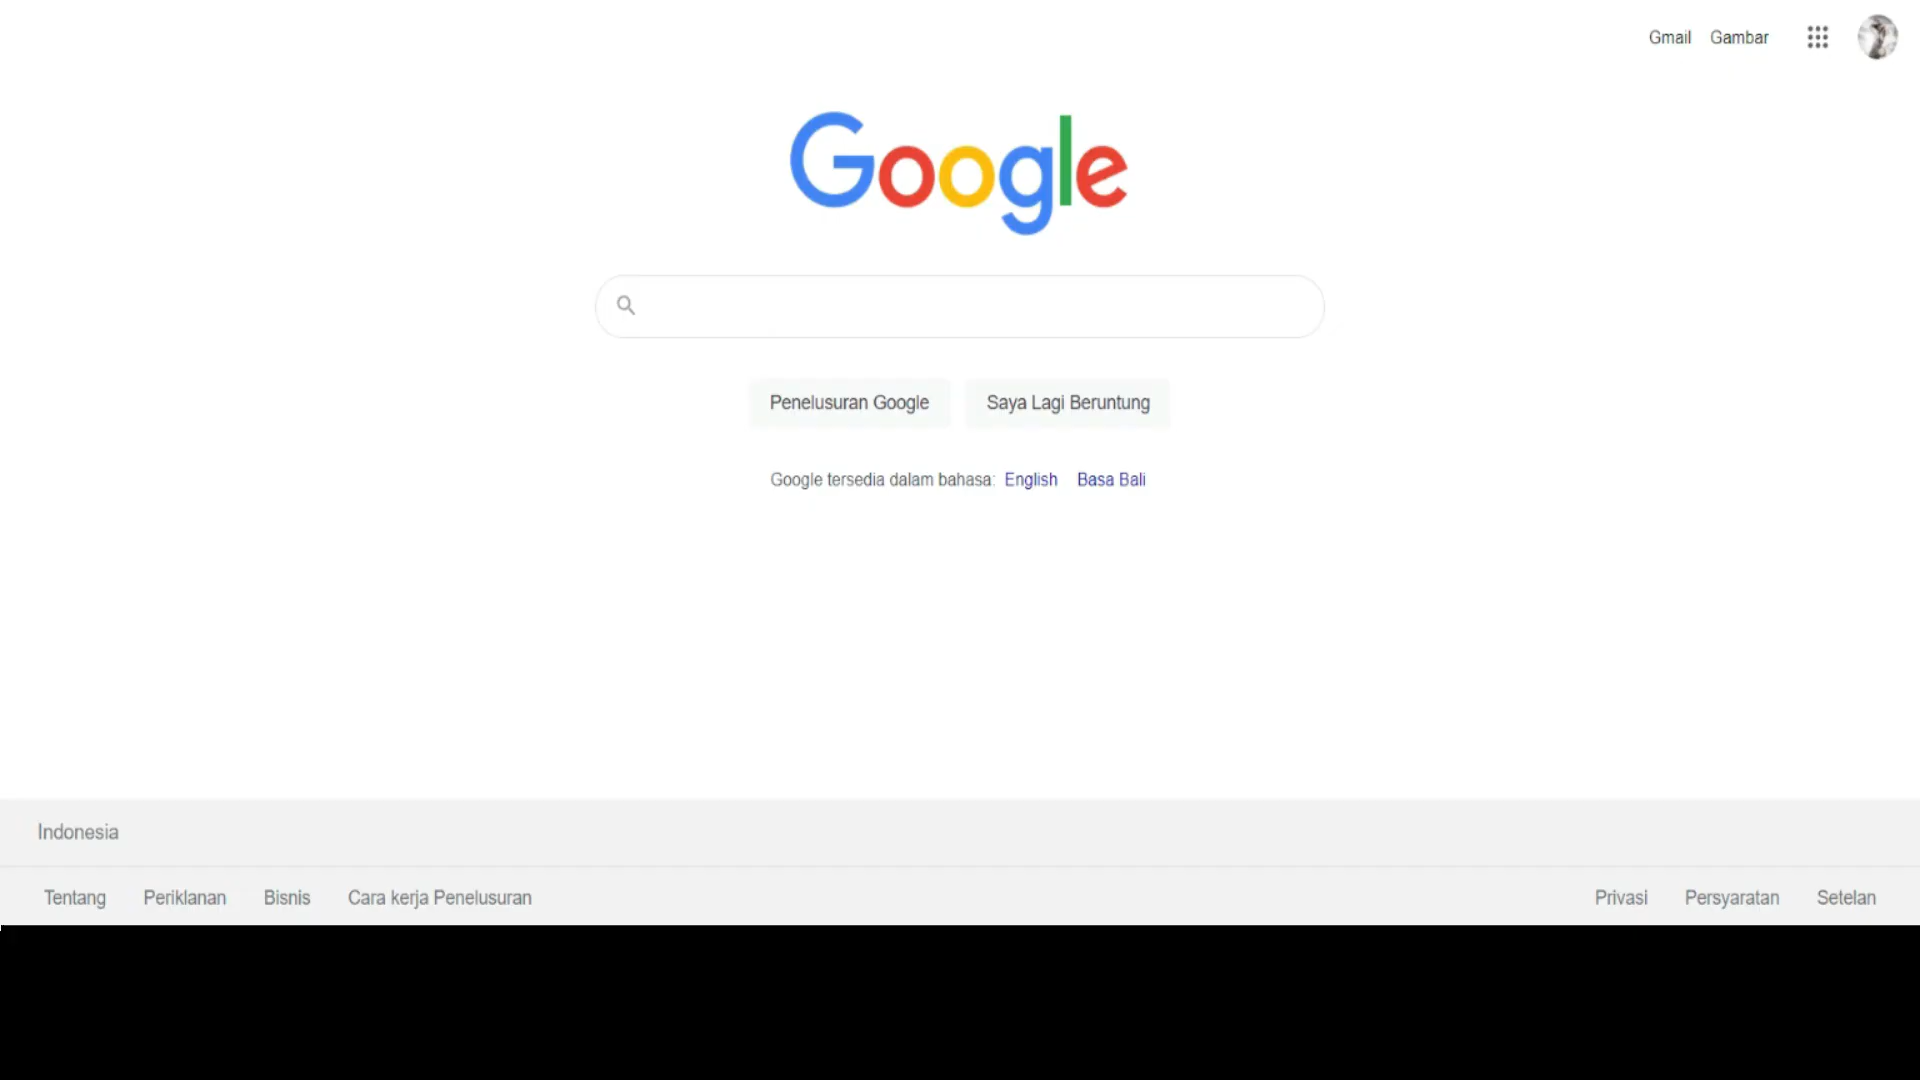 Gmail Gambar
Google
Penelusuran Google Saya Lagi Beruntung
Google tersedia dalam bahasa: English Basa Bali
Indonesia
Tentang Periklanan Bisnis Cara kerja Penelusuran Privasi Persyaratan Setelan